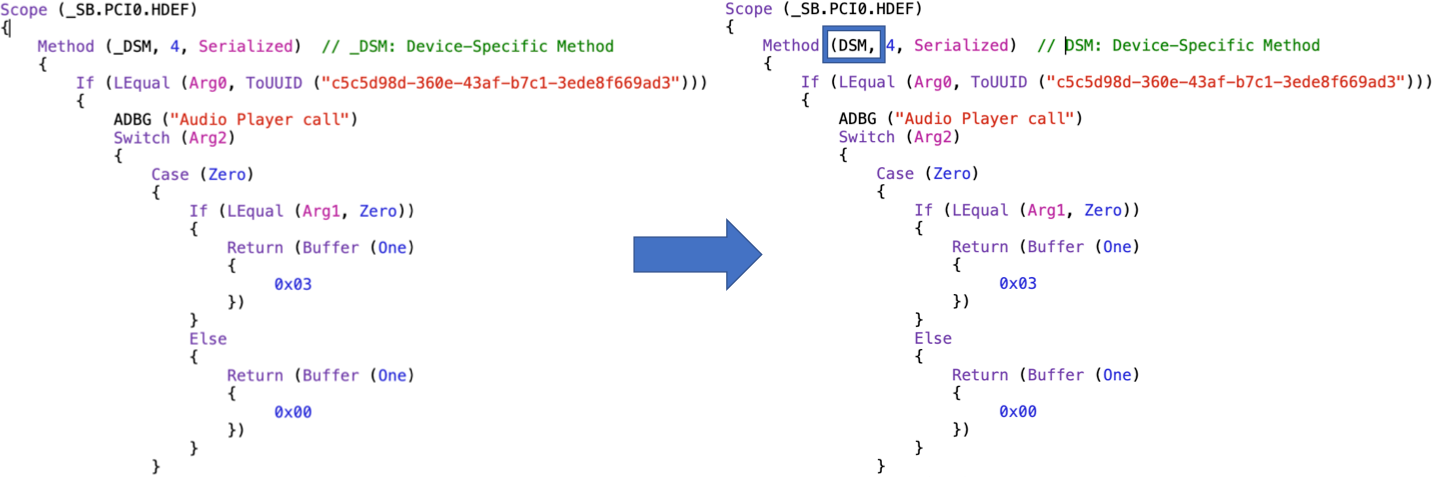 Scope (_SB.PCI0.HDEF)
{
Method (_DSM, 4, Serialized)  // _DSM: Device-Specific Method
{
If (LEqual (Arg0, ToUUID ("c5c5d98d-360e-43af-b7c1-3ede8f669ad3")))
{
ADBG ("Audio Player call")
Switch (Arg2)
{
Case (Zero)
{
If (LEqual (Arg1, Zero))
{
Return (Buffer (One)
{
0x03
})
}
Else
{
Return (Buffer (One)
{
0x00
})
}
}
Scope (_SB.PCI0.HDEF)
{
Method (DSM, 4, Serialized)  // DSM: Device-Specific Method
{
If (LEqual (Arg0, ToUUID ("c5c5d98d-360e-43af-b7c1-3ede8f669ad3")))
{
ADBG ("Audio Player call")
Switch (Arg2)
{
Case (Zero)
{
If (LEqual (Arg1, Zero))
{
Return (Buffer (One)
{
0x03
})
}
Else
{
Return (Buffer (One)
{
0x00
})
}
}